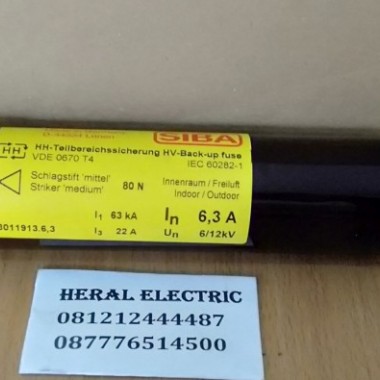 SIBA
HH
HH-Teilbereichssicherung HV-Back-up fuse
VDE 0670 T4
IEC 60282-1
Schlagstift 'mittel'
Striker 'medium'
80 N
Innenraum / Freiluft
Indoor / Outdoor
I1 63 kA
In 6,3 A
I3 22 A
Un 6/12kV
3011913.6,3
HERAL ELECTRIC
081212444487
087776514500